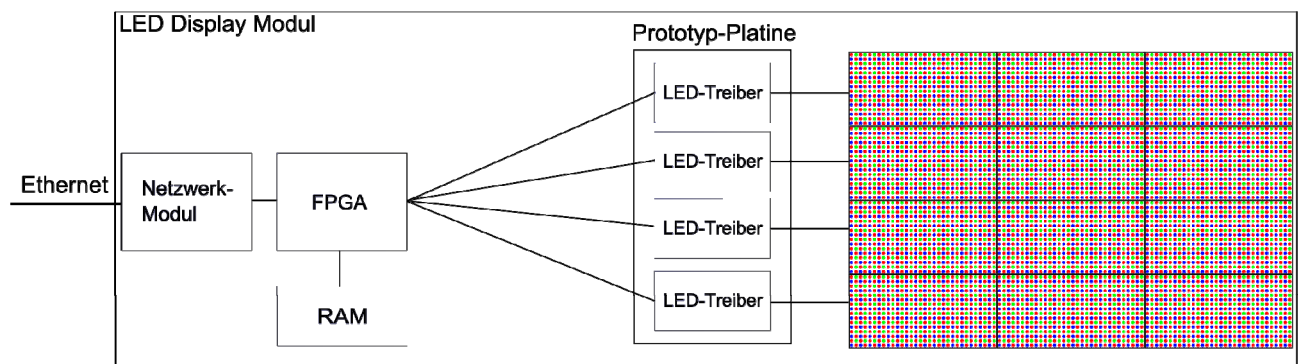 LED Display Modul
Prototyp-Platine
Ethernet
Netzwerk-
Modul
FPGA
RAM
LED-Treiber
LED-Treiber
LED-Treiber
LED-Treiber